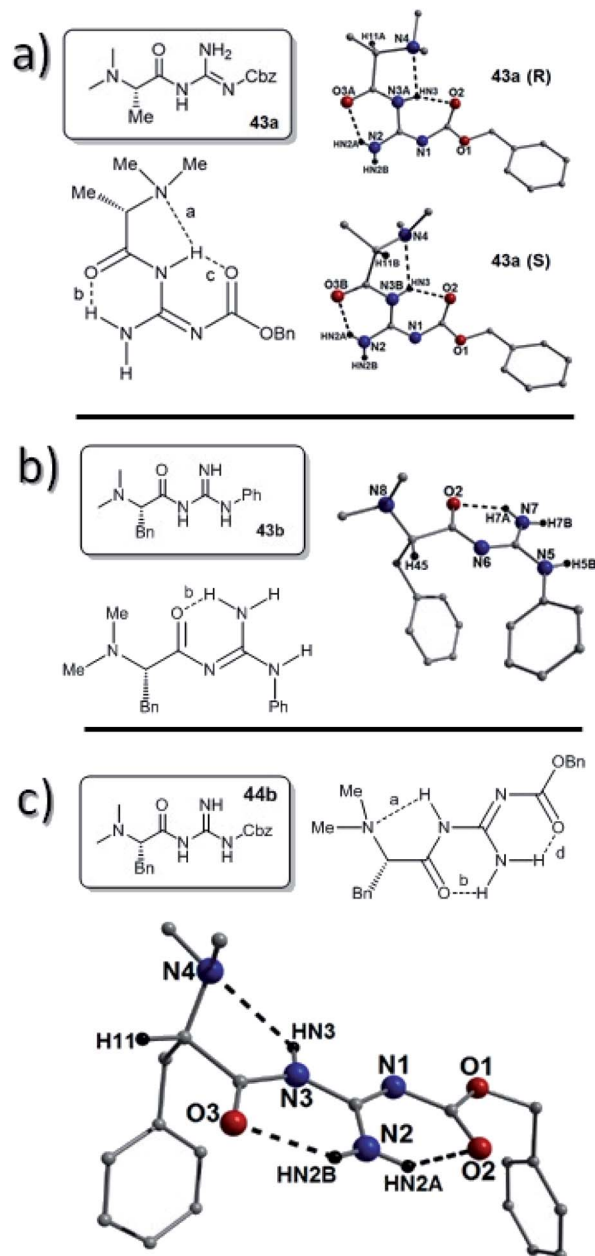 a)
O NH2
N N N Cbz
H
Me
43a
Me Me
N
Me
a
H
O N c O
b
H
N N OBn
H
N4
H11A
43a (R)
O3A N3A HN3 O2
HN2A N2 N1 O1
HN2B
N4
43a (S)
H11B
O3B N3B HN3 O2
HN2A N2 N1 O1
HN2B
b)
O NH
N N N Ph
H H
Bn
43b
b H H
O N
Me H
Me N N N
Bn Ph
N8 O2 N7
H7A H7B
N6 N5 H5B
H45
c)
44b
O NH
N N N Cbz
H H
Bn
OBn
Me a H N
Me N N O
N H d
Bn O b H
N4
HN3
H11
N1 O1
O3 N3
N2
HN2B HN2A O2